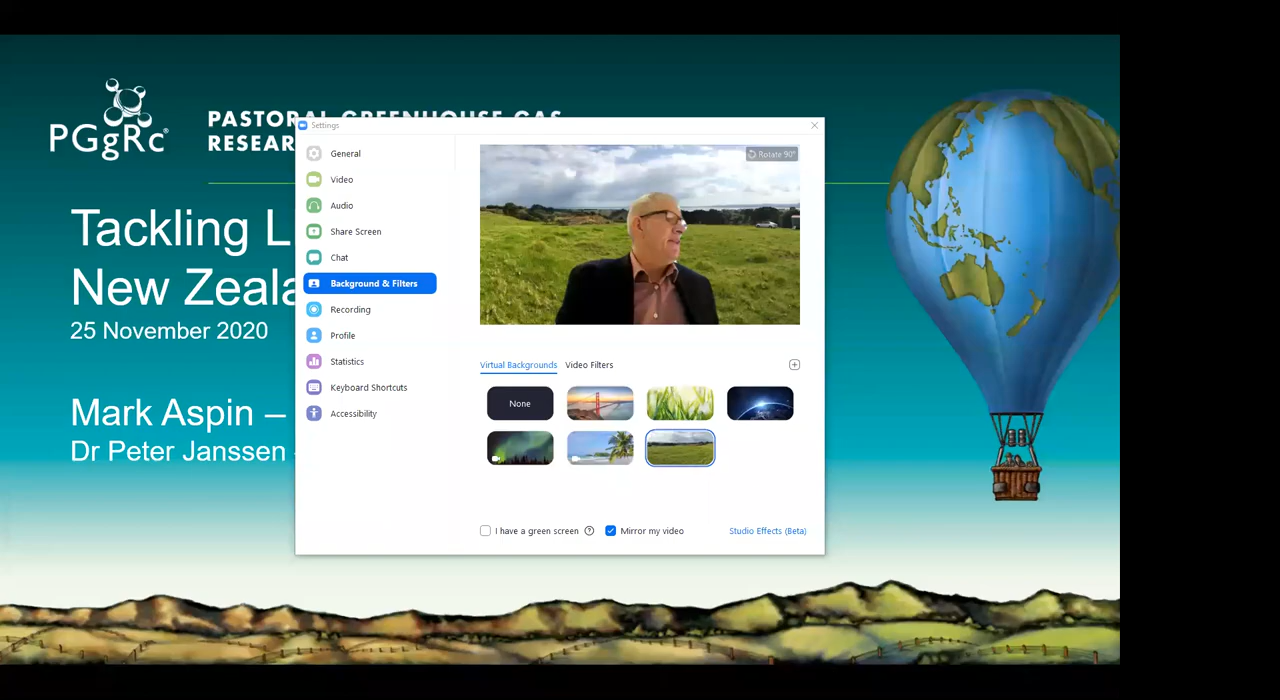 PGgRc®
PASTORAL GREENHOUSE GAS
RESEAR
Tackling L
New Zeala
25 November 2020
Mark Aspin –
Dr Peter Janssen
Settings
General
Video
Audio
Share Screen
Chat
Background & Filters
Recording
Profile
Statistics
Keyboard Shortcuts
Accessibility
Rotate 90°
Virtual Backgrounds Video Filters
None
I have a green screen ? Mirror my video Studio Effects (Beta)